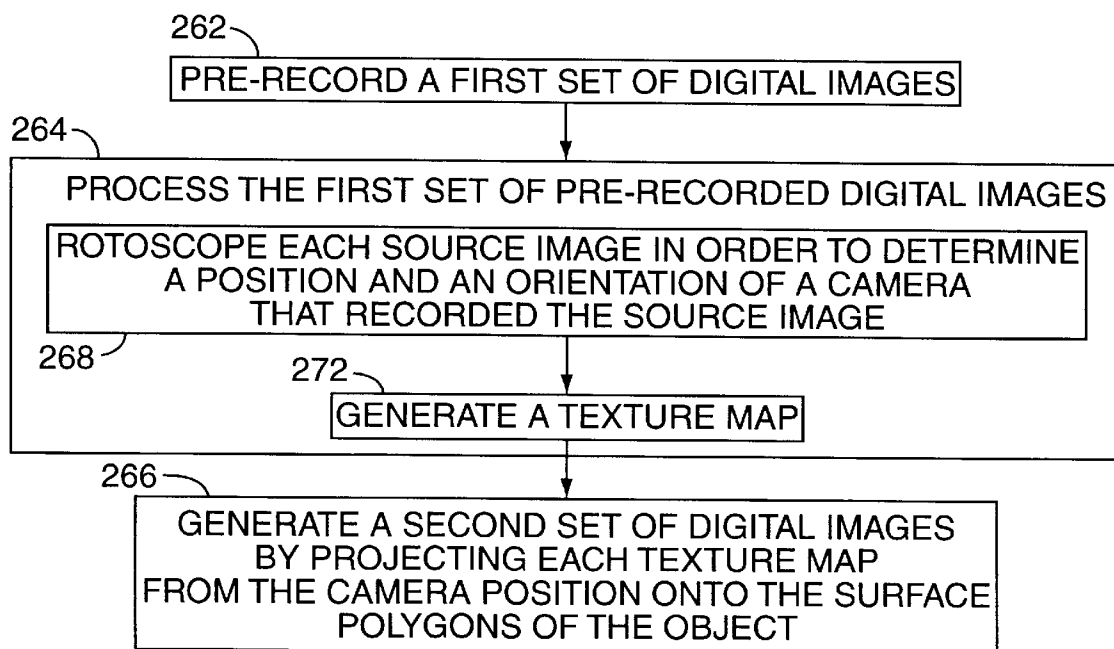 262
PRE-RECORD A FIRST SET OF DIGITAL IMAGES
264
PROCESS THE FIRST SET OF PRE-RECORDED DIGITAL IMAGES
ROTOSCOPE EACH SOURCE IMAGE IN ORDER TO DETERMINE
A POSITION AND AN ORIENTATION OF A CAMERA
THAT RECORDED THE SOURCE IMAGE
268
272
GENERATE A TEXTURE MAP
266
GENERATE A SECOND SET OF DIGITAL IMAGES
BY PROJECTING EACH TEXTURE MAP
FROM THE CAMERA POSITION ONTO THE SURFACE
POLYGONS OF THE OBJECT